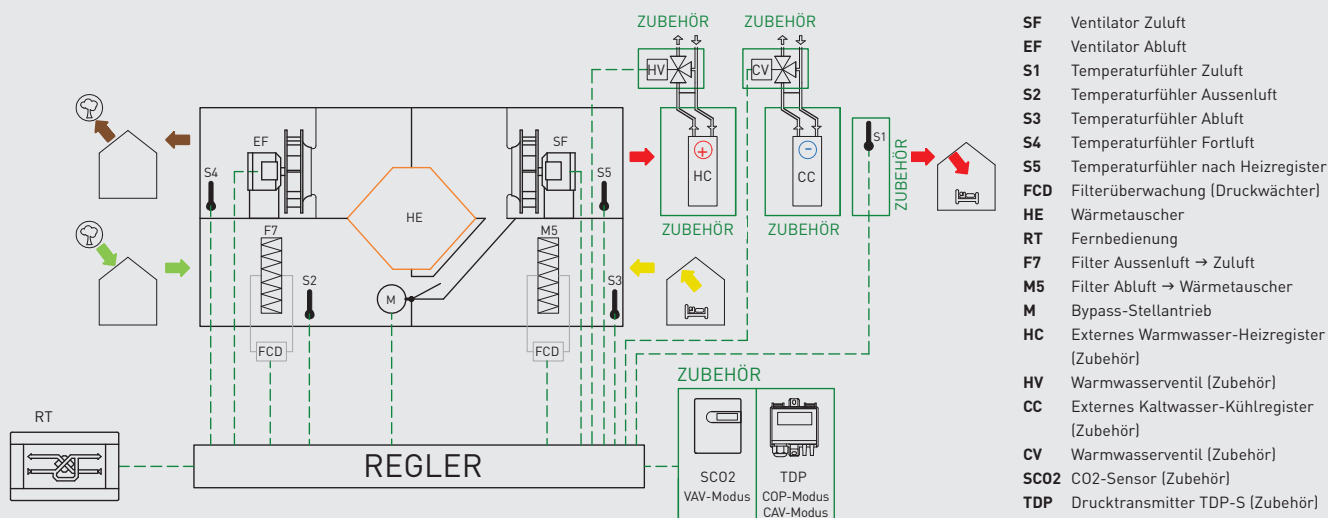 ZUBEHÖR
ZUBEHÖR
HV
CV
EF
SF
S1
ZUBEHÖR
S4
S5
HC
CC
HE
ZUBEHÖR
ZUBEHÖR
F7
M5
S2
M
S3
FCD
FCD
ZUBEHÖR
RT
REGLER
SCO2
VAV-Modus
TDP
COP-Modus
CAV-Modus
SF Ventilator Zuluft
EF Ventilator Abluft
S1 Temperaturfühler Zuluft
S2 Temperaturfühler Aussenluft
S3 Temperaturfühler Abluft
S4 Temperaturfühler Fortluft
S5 Temperaturfühler nach Heizregister
FCD Filterüberwachung (Druckwächter)
HE Wärmetauscher
RT Fernbedienung
F7 Filter Aussenluft → Zuluft
M5 Filter Abluft → Wärmetauscher
M Bypass-Stellantrieb
HC Externes Warmwasser-Heizregister
(Zubehör)
HV Warmwasserventil (Zubehör)
CC Externes Kaltwasser-Kühlregister
(Zubehör)
CV Warmwasserventil (Zubehör)
SCO2 CO2-Sensor (Zubehör)
TDP Drucktransmitter TDP-S (Zubehör)